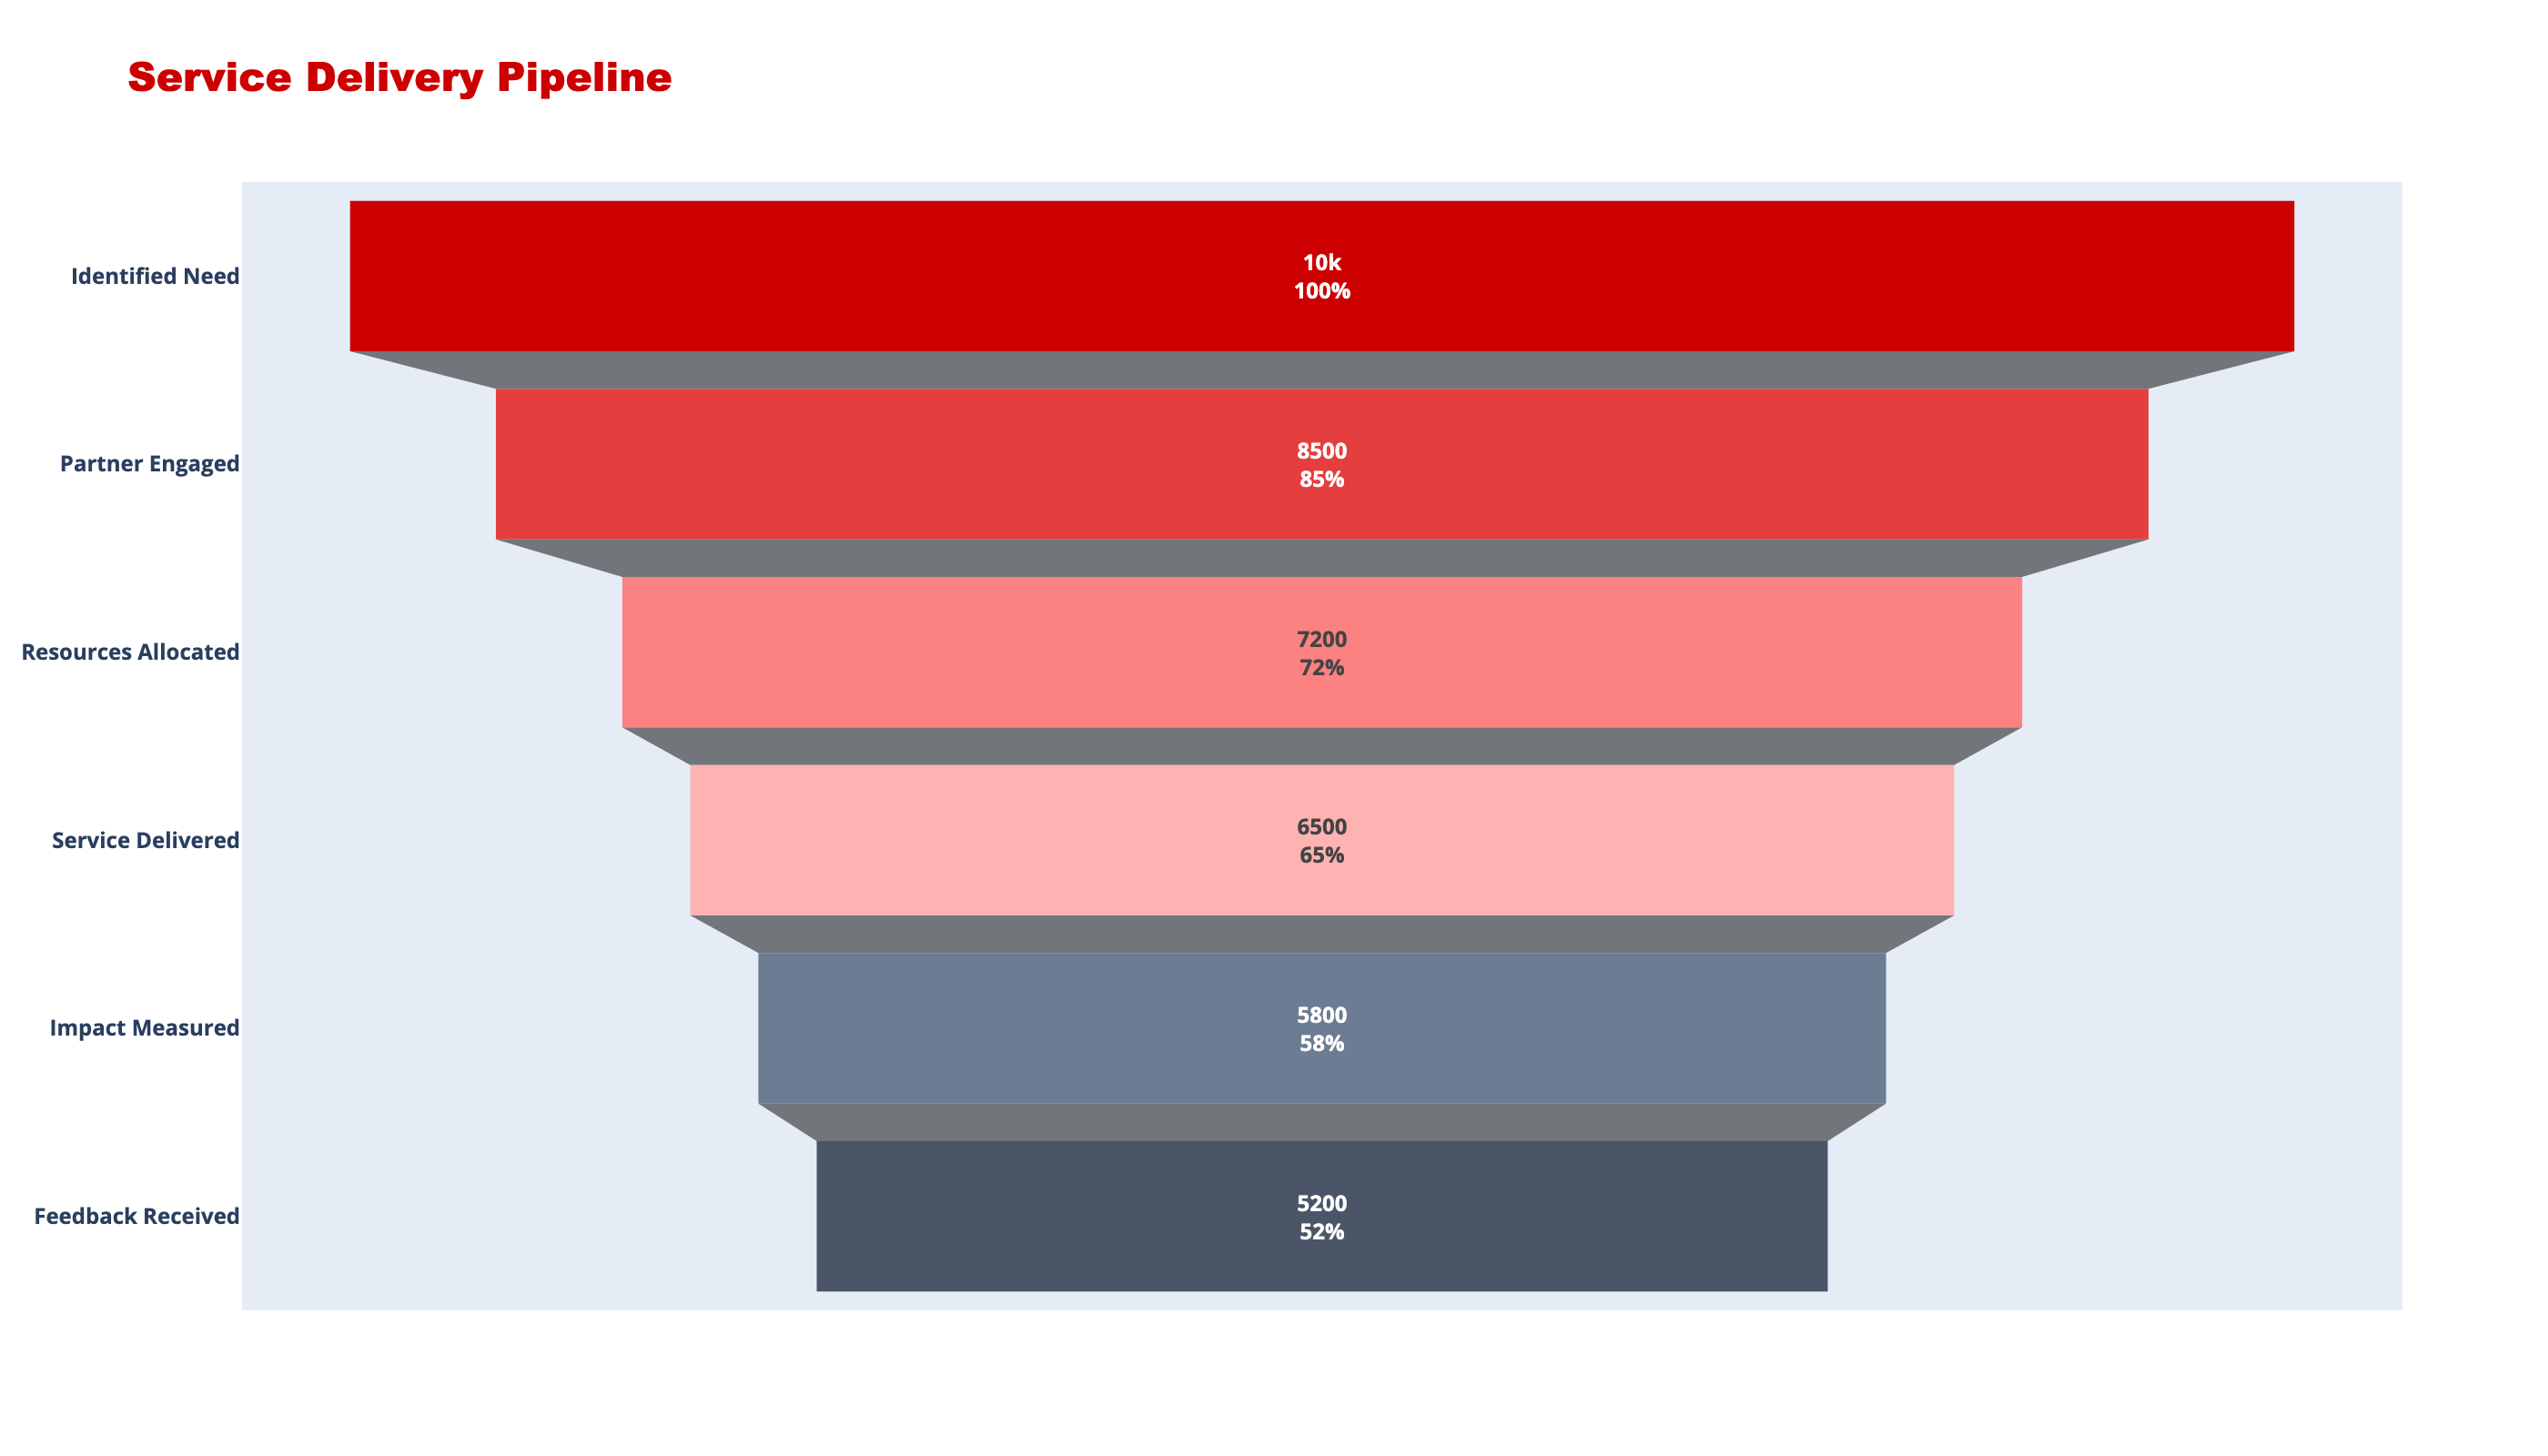 Service Delivery Pipeline
Identified Need
10k
100%
Partner Engaged
8500
85%
Resources Allocated
7200
72%
Service Delivered
6500
65%
Impact Measured
5800
58%
Feedback Received
5200
52%